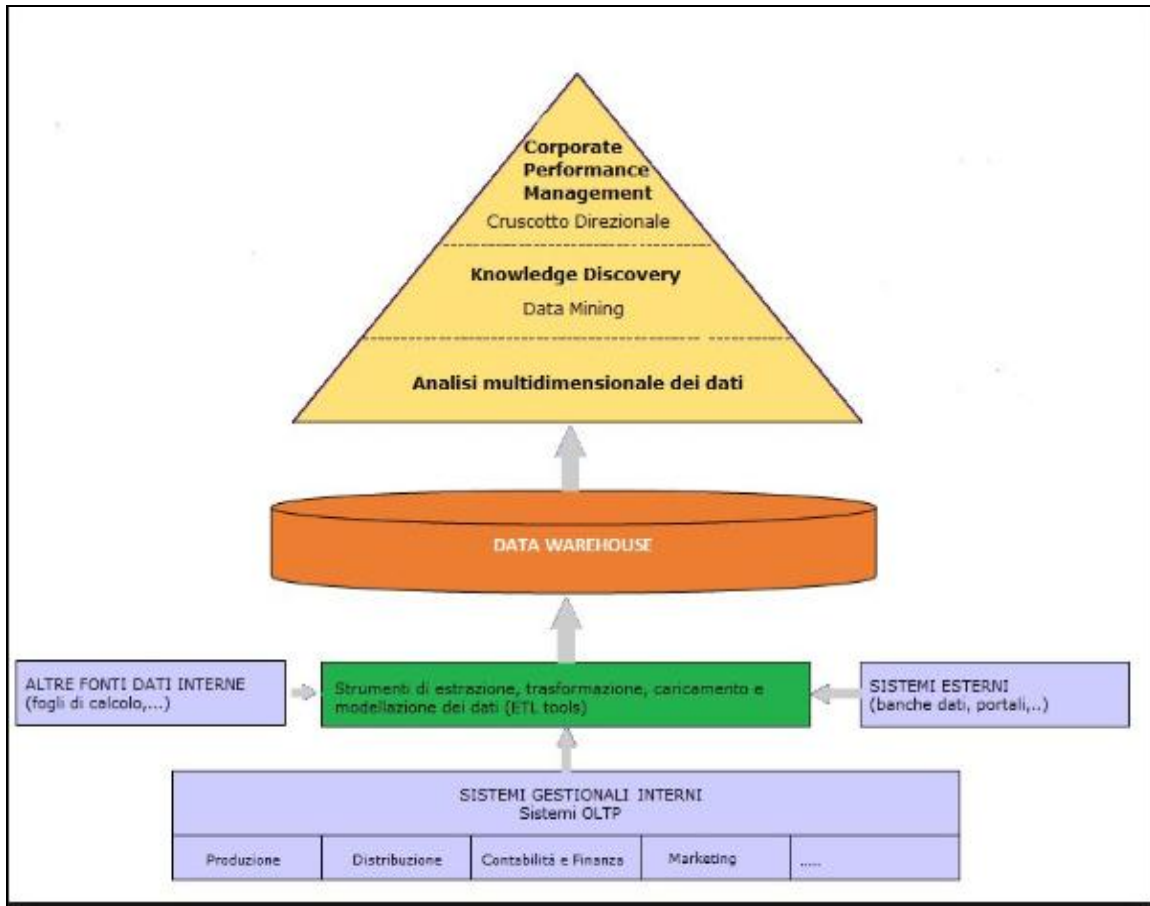 Corporate
Performance
Management
Cruscotto Direzionale
Knowledge Discovery
Data Mining
Analisi multidimensionale dei dati
DATA WAREHOUSE
ALTRE FONTI DATI INTERNE
(fogli di calcolo,...)
Strumenti di estrazione, trasformazione, caricamento e
modellazione dei dati (ETL tools)
SISTEMI ESTERNI
(banche dati, portali,..)
SISTEMI GESTIONALI INTERNI
Sistemi OLTP
Produzione
Distribuzione
Contabilità e Finanza
Marketing
.....